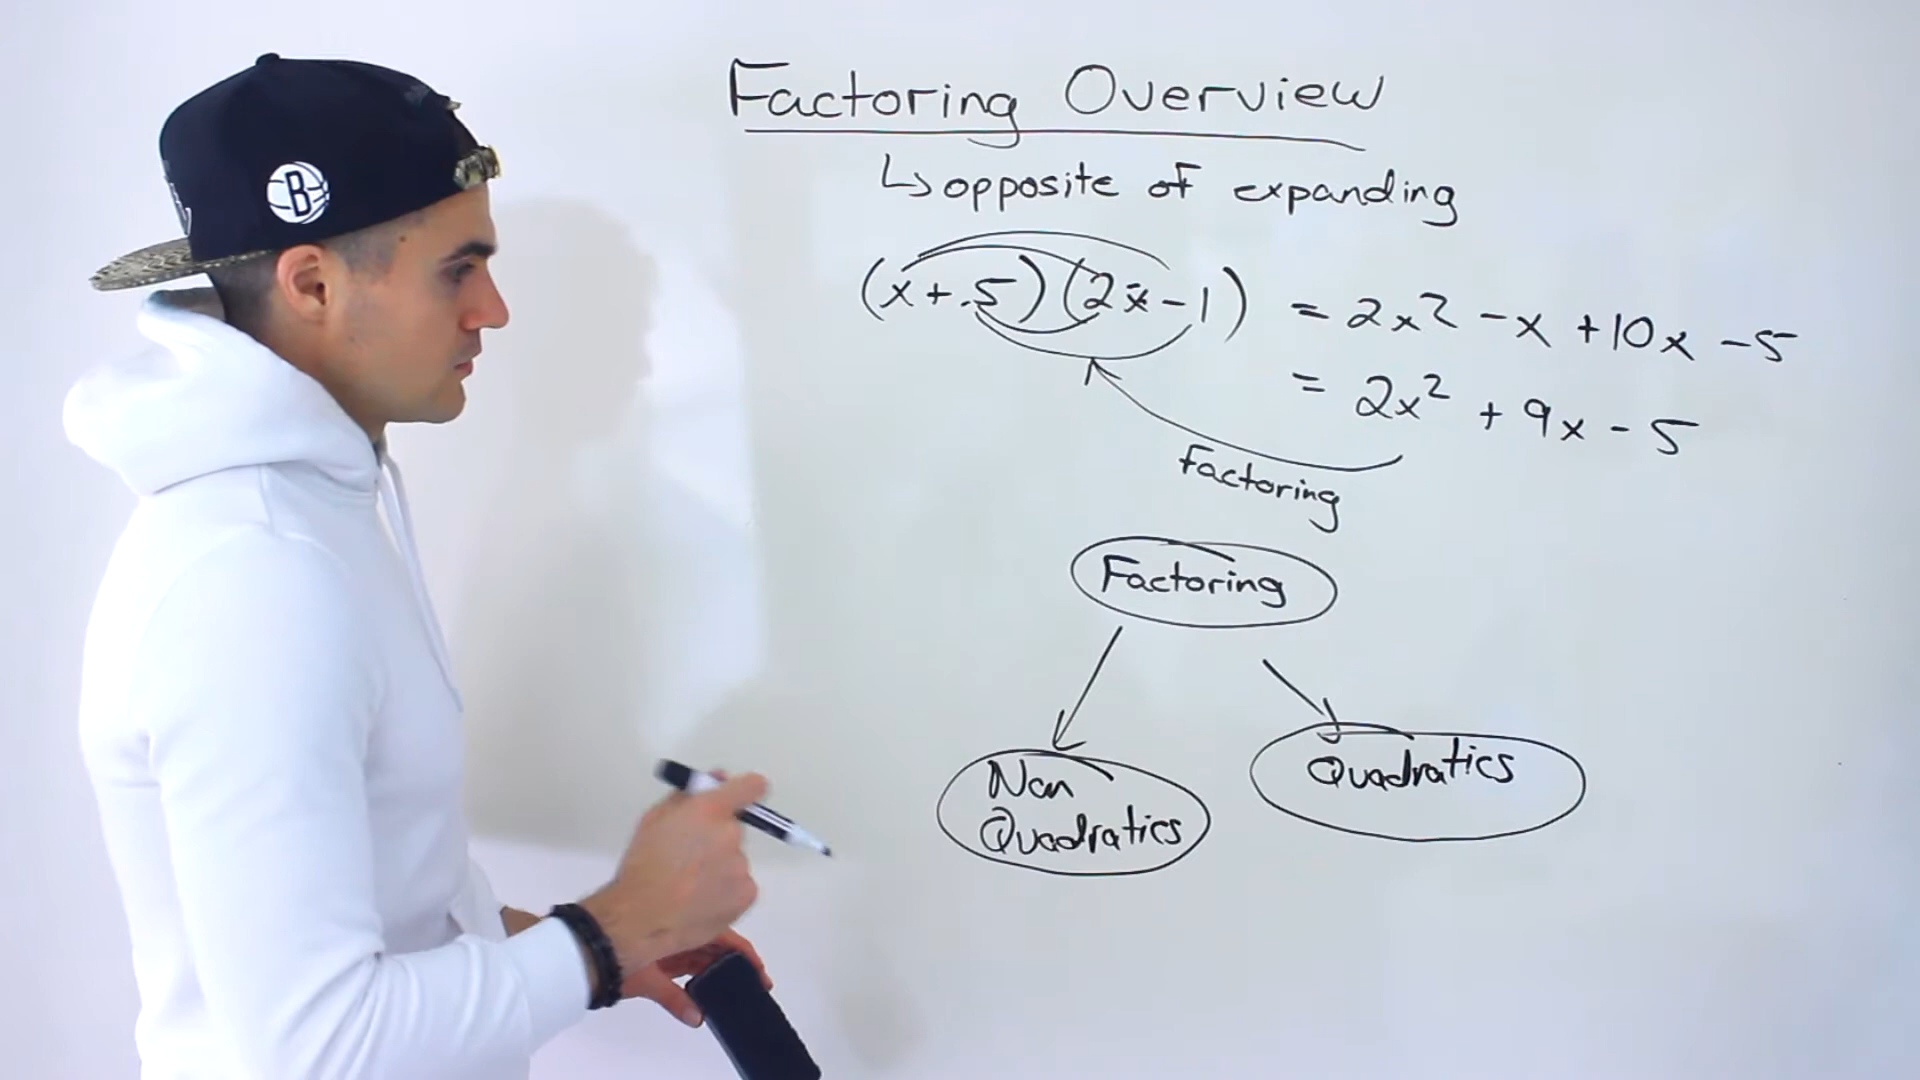 Factoring Overview
↳ opposite of expanding
(x + 5)(2x - 1) = 2x² - x + 10x - 5
= 2x² + 9x - 5
factoring
Factoring
Non
Quadratics
Quadratics
B